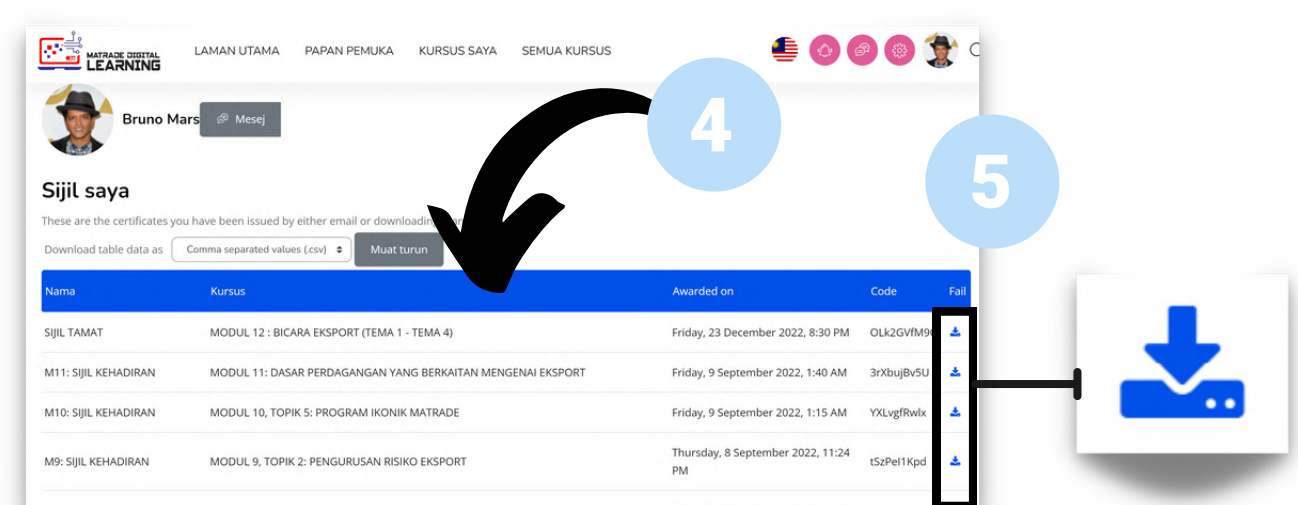 MATRADE DIGITAL
LEARNING
LAMAN UTAMA PAPAN PEMUKA KURSUS SAYA SEMUA KURSUS
Bruno Mars Mesej
4
5
Sijil saya
These are the certificates you have been issued by either email or downloading
Download table data as Comma separated values (.csv) Muat turun
Nama Kursus Awarded on Code Fail
SIJIL TAMAT MODUL 12 : BICARA EKSPORT (TEMA 1 - TEMA 4) Friday, 23 December 2022, 8:30 PM
M11: SIJIL KEHADIRAN MODUL 11: DASAR PERDAGANGAN YANG BERKAITAN MENGENAI EKSPORT Friday, 9 September 2022, 1:40 AM 3rXbujBv5U
M10: SIJIL KEHADIRAN MODUL 10, TOPIK 5: PROGRAM IKONIK MATRADE Friday, 9 September 2022, 1:15 AM
M9: SIJIL KEHADIRAN MODUL 9, TOPIK 2: PENGURUSAN RISIKO EKSPORT Thursday, 8 September 2022, 11:24
PM